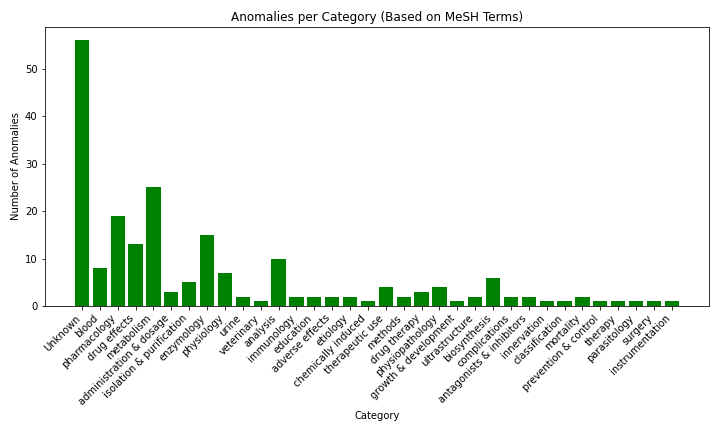 Anomalies per Category (Based on MeSH Terms)
Number of Anomalies
50
40
30
20
10
0
Unknown
blood
pharmacology
drug effects
metabolism
administration & dosage
isolation & purification
enzymology
physiology
urine
veterinary
analysis
immunology
education
adverse effects
etiology
chemically induced
therapeutic use
methods
drug therapy
physiopathology
growth & development
ultrastructure
biosynthesis
complications
antagonists & inhibitors
innervation
classification
mortality
prevention & control
therapy
parasitology
surgery
instrumentation
Category